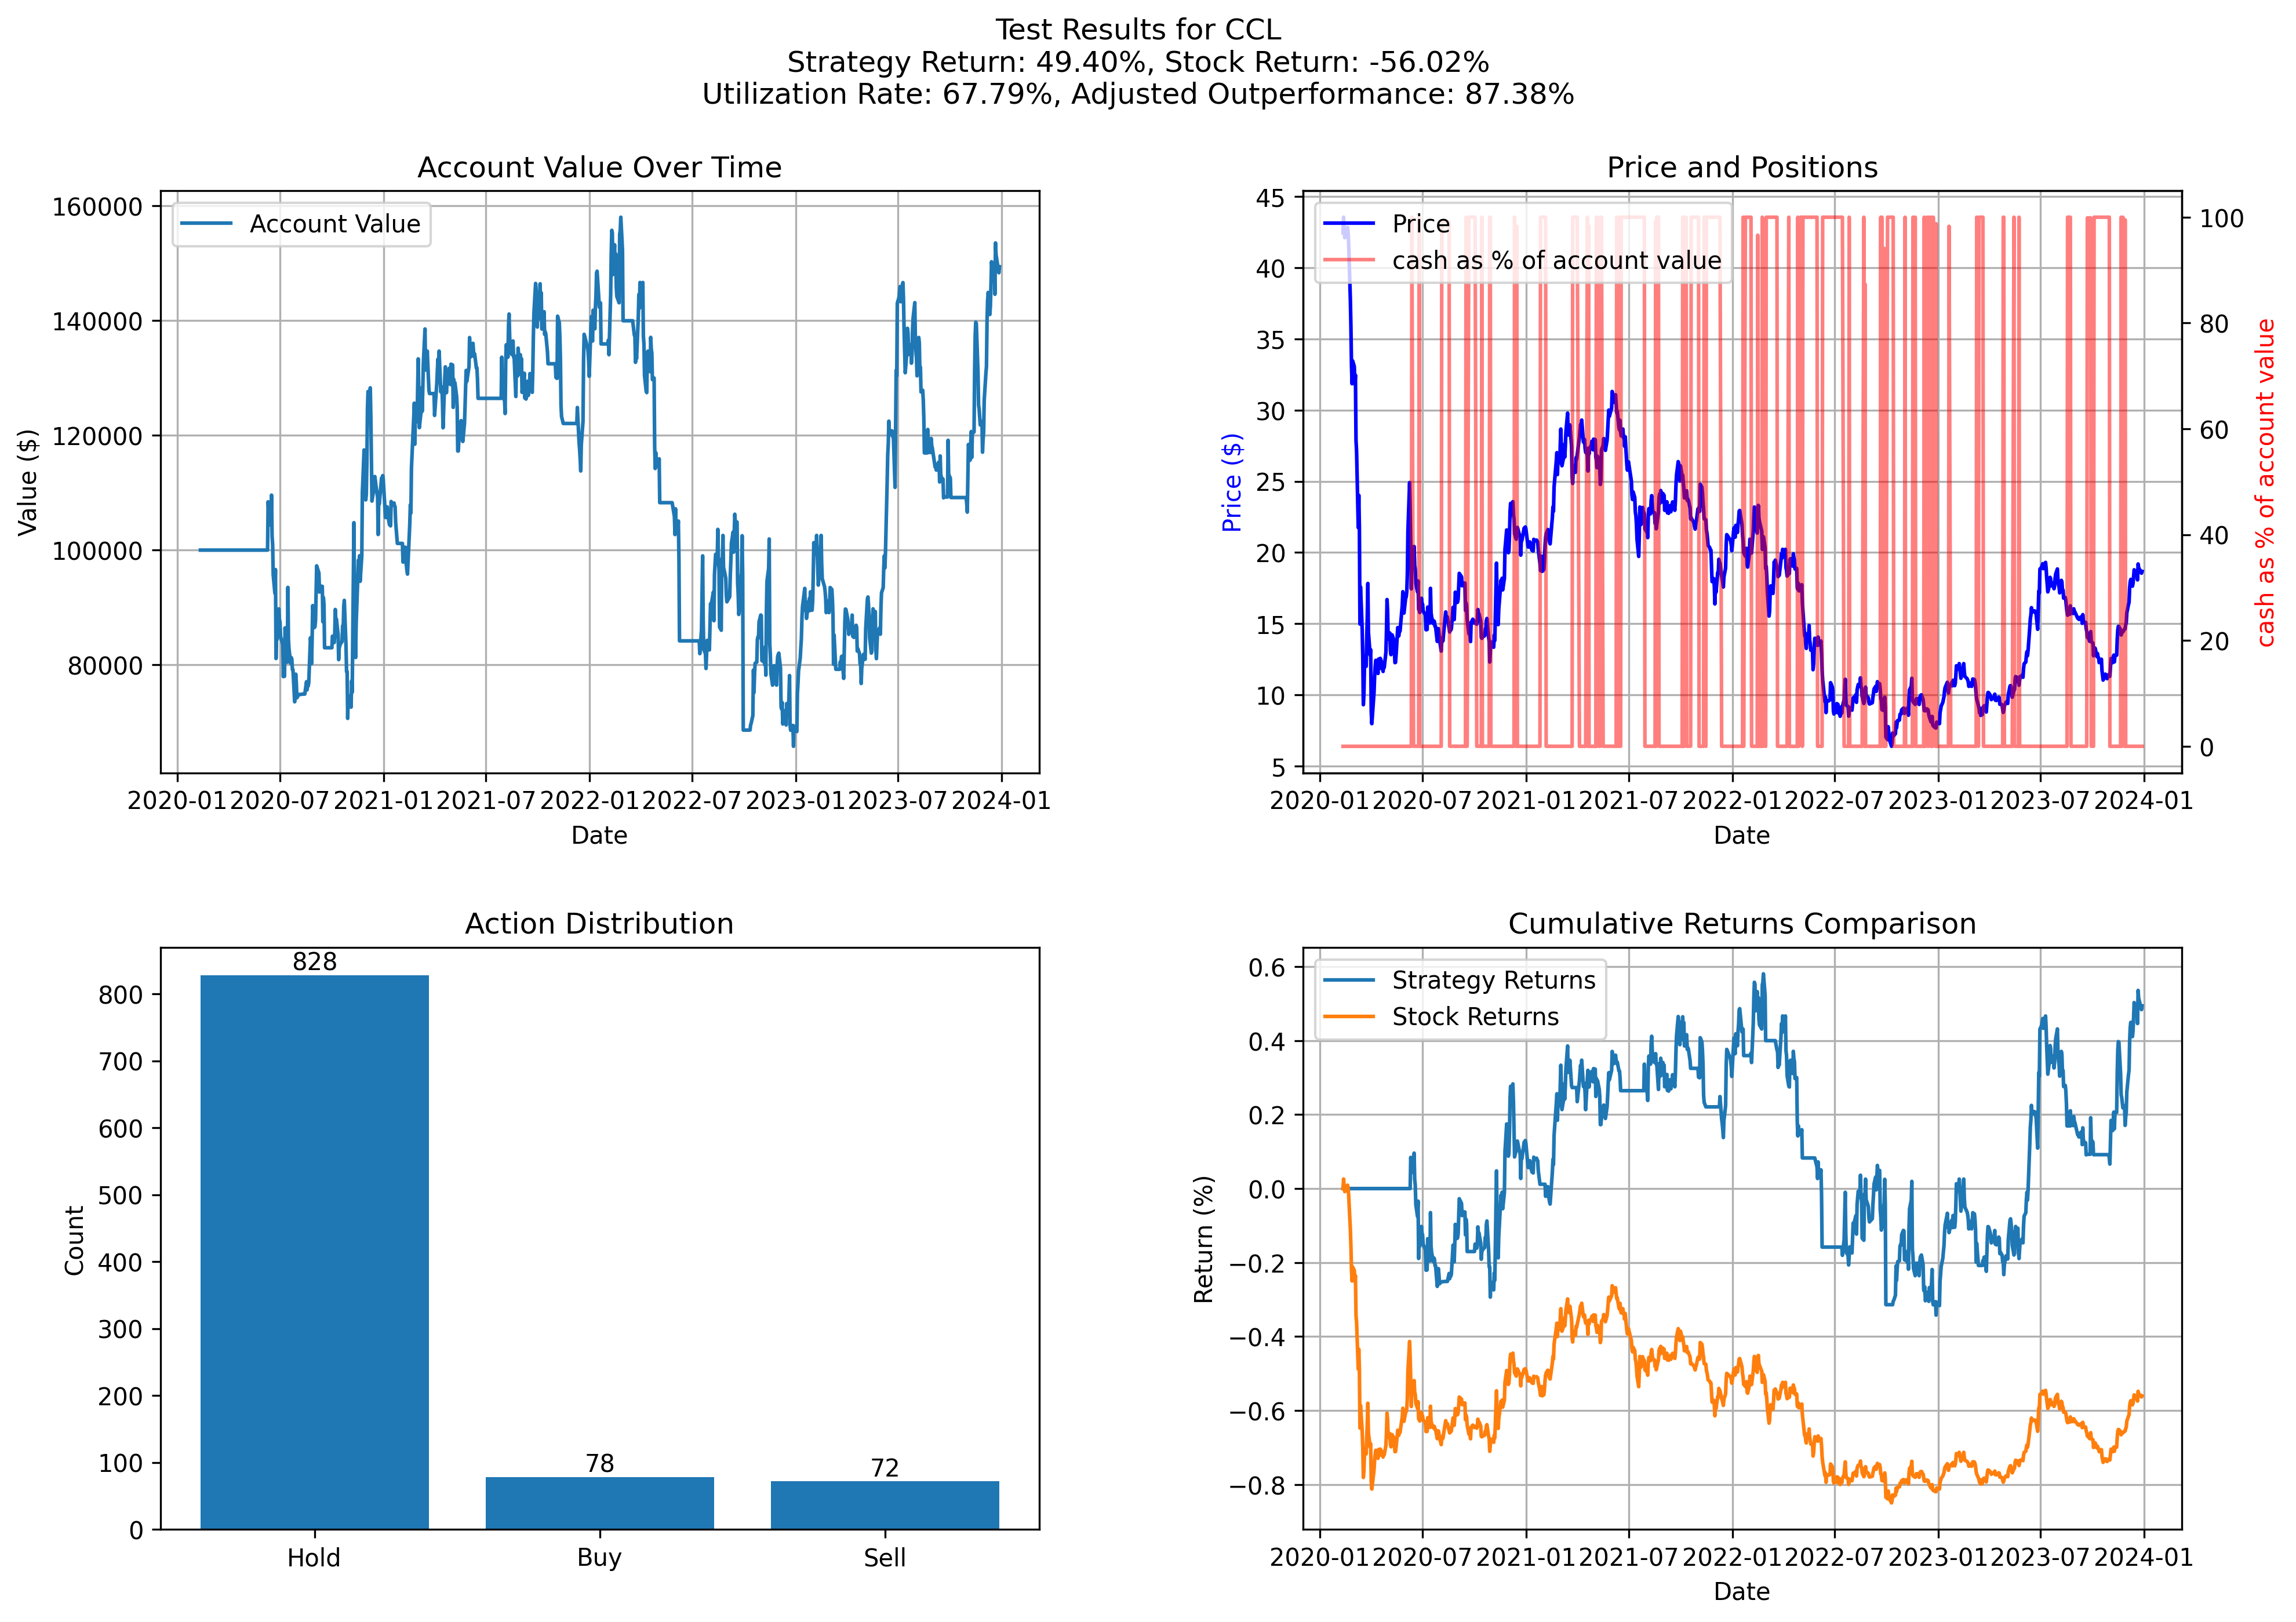 Test Results for CCL
Strategy Return: 49.40%, Stock Return: -56.02%
Utilization Rate: 67.79%, Adjusted Outperformance: 87.38%
Account Value Over Time
Account Value
160000
140000
120000
100000
80000
Value ($)
2020-01 2020-07 2021-01 2021-07 2022-01 2022-07 2023-01 2023-07 2024-01
Date
Price and Positions
Price
cash as % of account value
45
40
35
30
25
20
15
10
5
Price ($)
100
80
60
40
20
0
cash as % of account value
2020-01 2020-07 2021-01 2021-07 2022-01 2022-07 2023-01 2023-07 2024-01
Date
Action Distribution
828
78
72
800
700
600
500
400
300
200
100
0
Count
Hold Buy Sell
Cumulative Returns Comparison
Strategy Returns
Stock Returns
0.6
0.4
0.2
0.0
−0.2
−0.4
−0.6
−0.8
Return (%)
2020-01 2020-07 2021-01 2021-07 2022-01 2022-07 2023-01 2023-07 2024-01
Date